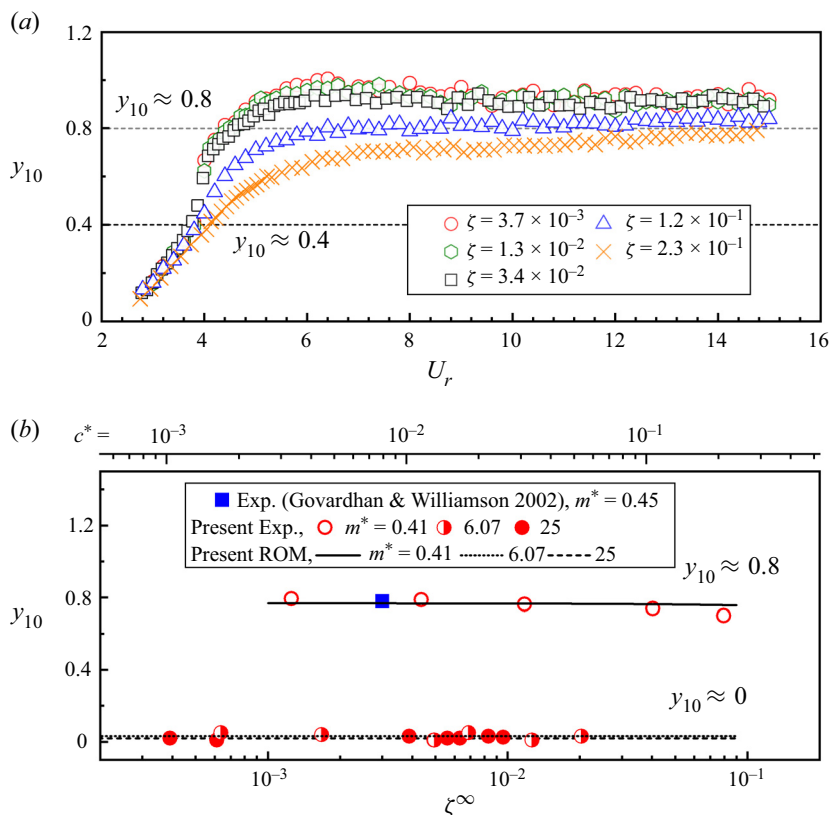 (a)
1.2
y10 ≈ 0.8
0.8
y10
0.4
y10 ≈ 0.4
ζ = 3.7 × 10⁻³
ζ = 1.2 × 10⁻¹
ζ = 1.3 × 10⁻²
ζ = 2.3 × 10⁻¹
ζ = 3.4 × 10⁻²
0
2 4 6 8 10 12 14 16
Ur
(b)
c* = 10⁻³ 10⁻² 10⁻¹
Exp. (Govardhan & Williamson 2002), m* = 0.45
Present Exp., m* = 0.41 6.07 25
Present ROM, m* = 0.41 6.07 25
1.2
y10 ≈ 0.8
0.8
y10
0.4
y10 ≈ 0
0
10⁻³ 10⁻² 10⁻¹
ζ∞